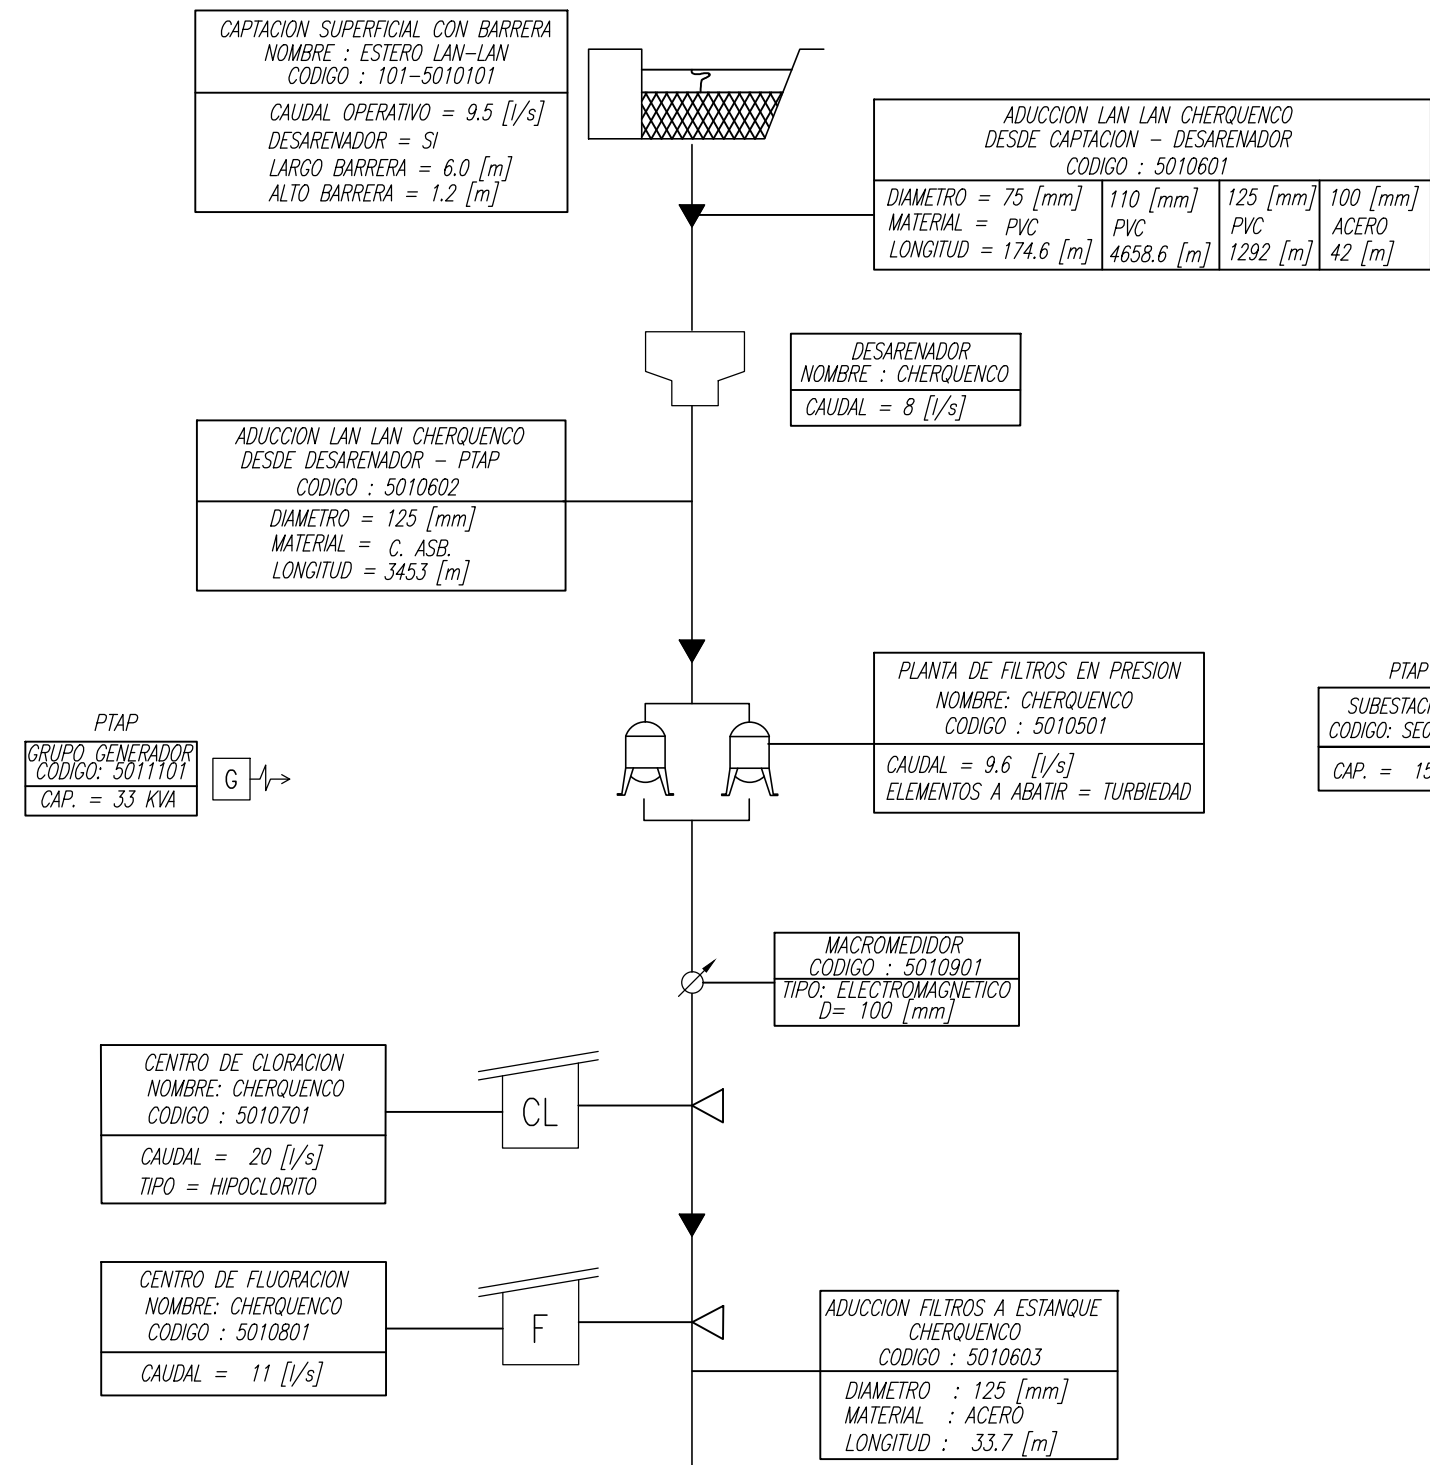 CAPTACION SUPERFICIAL CON BARRERA
NOMBRE : ESTERO LAN-LAN
CODIGO : 101-5010101
CAUDAL OPERATIVO = 9.5 [l/s]
DESARENADOR = SI
LARGO BARRERA = 6.0 [m]
ALTO BARRERA = 1.2 [m]
ADUCCION LAN LAN CHERQUENCO
DESDE CAPTACION - DESARENADOR
CODIGO : 5010601
DIAMETRO = 75 [mm] 110 [mm] 125 [mm] 100 [mm]
MATERIAL = PVC PVC PVC ACERO
LONGITUD = 174.6 [m] 4658.6 [m] 1292 [m] 42 [m]
DESARENADOR
NOMBRE : CHERQUENCO
CAUDAL = 8 [l/s]
ADUCCION LAN LAN CHERQUENCO
DESDE DESARENADOR - PTAP
CODIGO : 5010602
DIAMETRO = 125 [mm]
MATERIAL = C. ASB.
LONGITUD = 3453 [m]
PLANTA DE FILTROS EN PRESION
NOMBRE: CHERQUENCO
CODIGO : 5010501
CAUDAL = 9.6 [l/s]
ELEMENTOS A ABATIR = TURBIEDAD
PTAP
GRUPO GENERADOR
CODIGO: 5011101
CAP. = 33 KVA
G
PTAP
SUBESTAC
CODIGO: SEC
CAP. = 15
MACROMEDIDOR
CODIGO : 5010901
TIPO: ELECTROMAGNETICO
D= 100 [mm]
CENTRO DE CLORACION
NOMBRE: CHERQUENCO
CODIGO : 5010701
CAUDAL = 20 [l/s]
TIPO = HIPOCLORITO
CL
CENTRO DE FLUORACION
NOMBRE: CHERQUENCO
CODIGO : 5010801
CAUDAL = 11 [l/s]
F
ADUCCION FILTROS A ESTANQUE
CHERQUENCO
CODIGO : 5010603
DIAMETRO : 125 [mm]
MATERIAL : ACERO
LONGITUD : 33.7 [m]